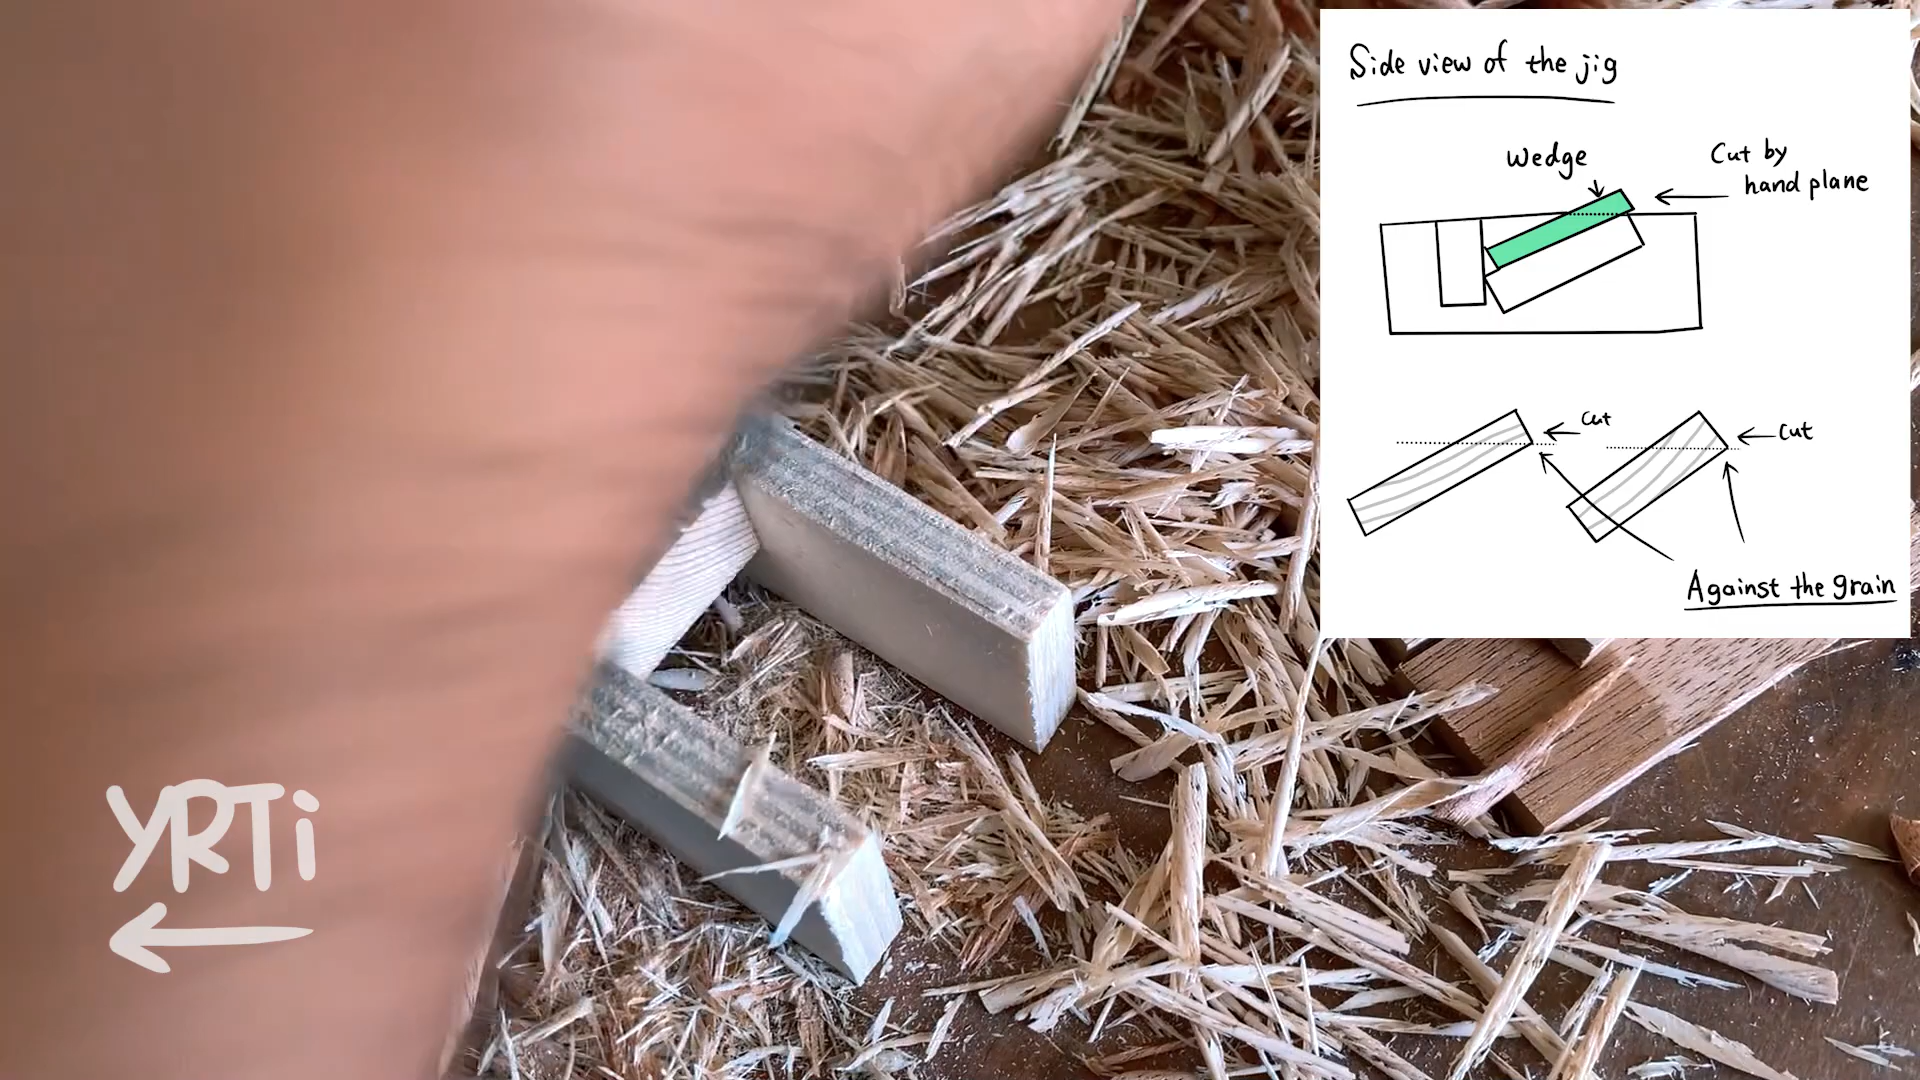 Side view of the jig
Wedge
Cut by
hand plane
Cut
Cut
Against the grain
YRTi